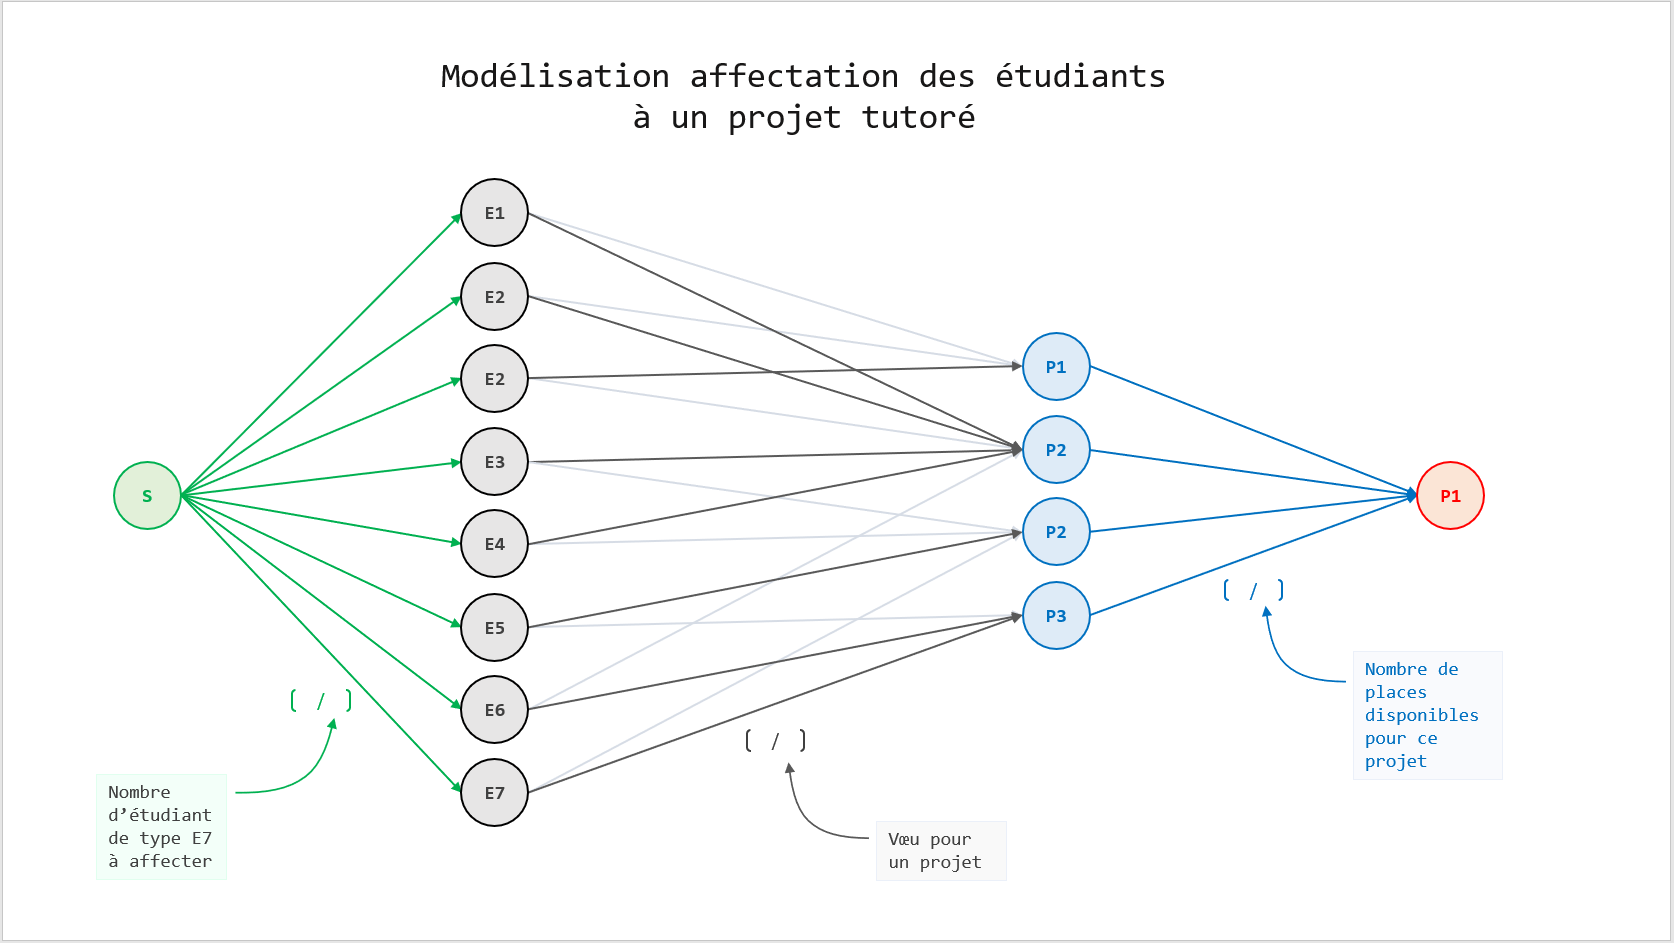 Modélisation affectation des étudiants
à un projet tutoré
E1
E2
E2
E3
E4
E5
E6
E7
S
P1
P2
P2
P3
P1
[ / ]
[ / ]
[ / ]
Nombre
d’étudiant
de type E7
à affecter
Vœu pour
un projet
Nombre de
places
disponibles
pour ce
projet